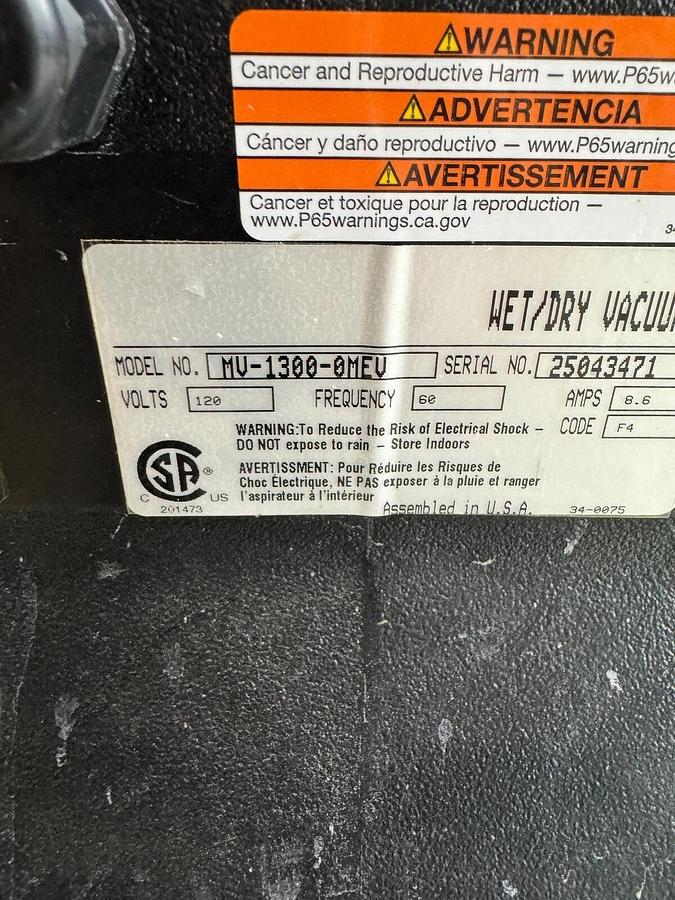 WARNING
Cancer and Reproductive Harm — www.P65w
ADVERTENCIA
Cáncer y daño reproductivo — www.P65warning
AVERTISSEMENT
Cancer et toxique pour la reproduction —
www.P65warnings.ca.gov
34
WET/DRY VACUU
MODEL NO. MV-1300-0MEV SERIAL NO. 25043471
VOLTS 120 FREQUENCY 60 AMPS 8.6
WARNING:To Reduce the Risk of Electrical Shock – CODE F4
DO NOT expose to rain – Store Indoors
AVERTISSMENT: Pour Réduire les Risques de
Choc Électrique, NE PAS exposer à la pluie et ranger
l'aspirateur à l'intérieur
SA ®
C US
201473
Assembled in U.S.A. 34-0075